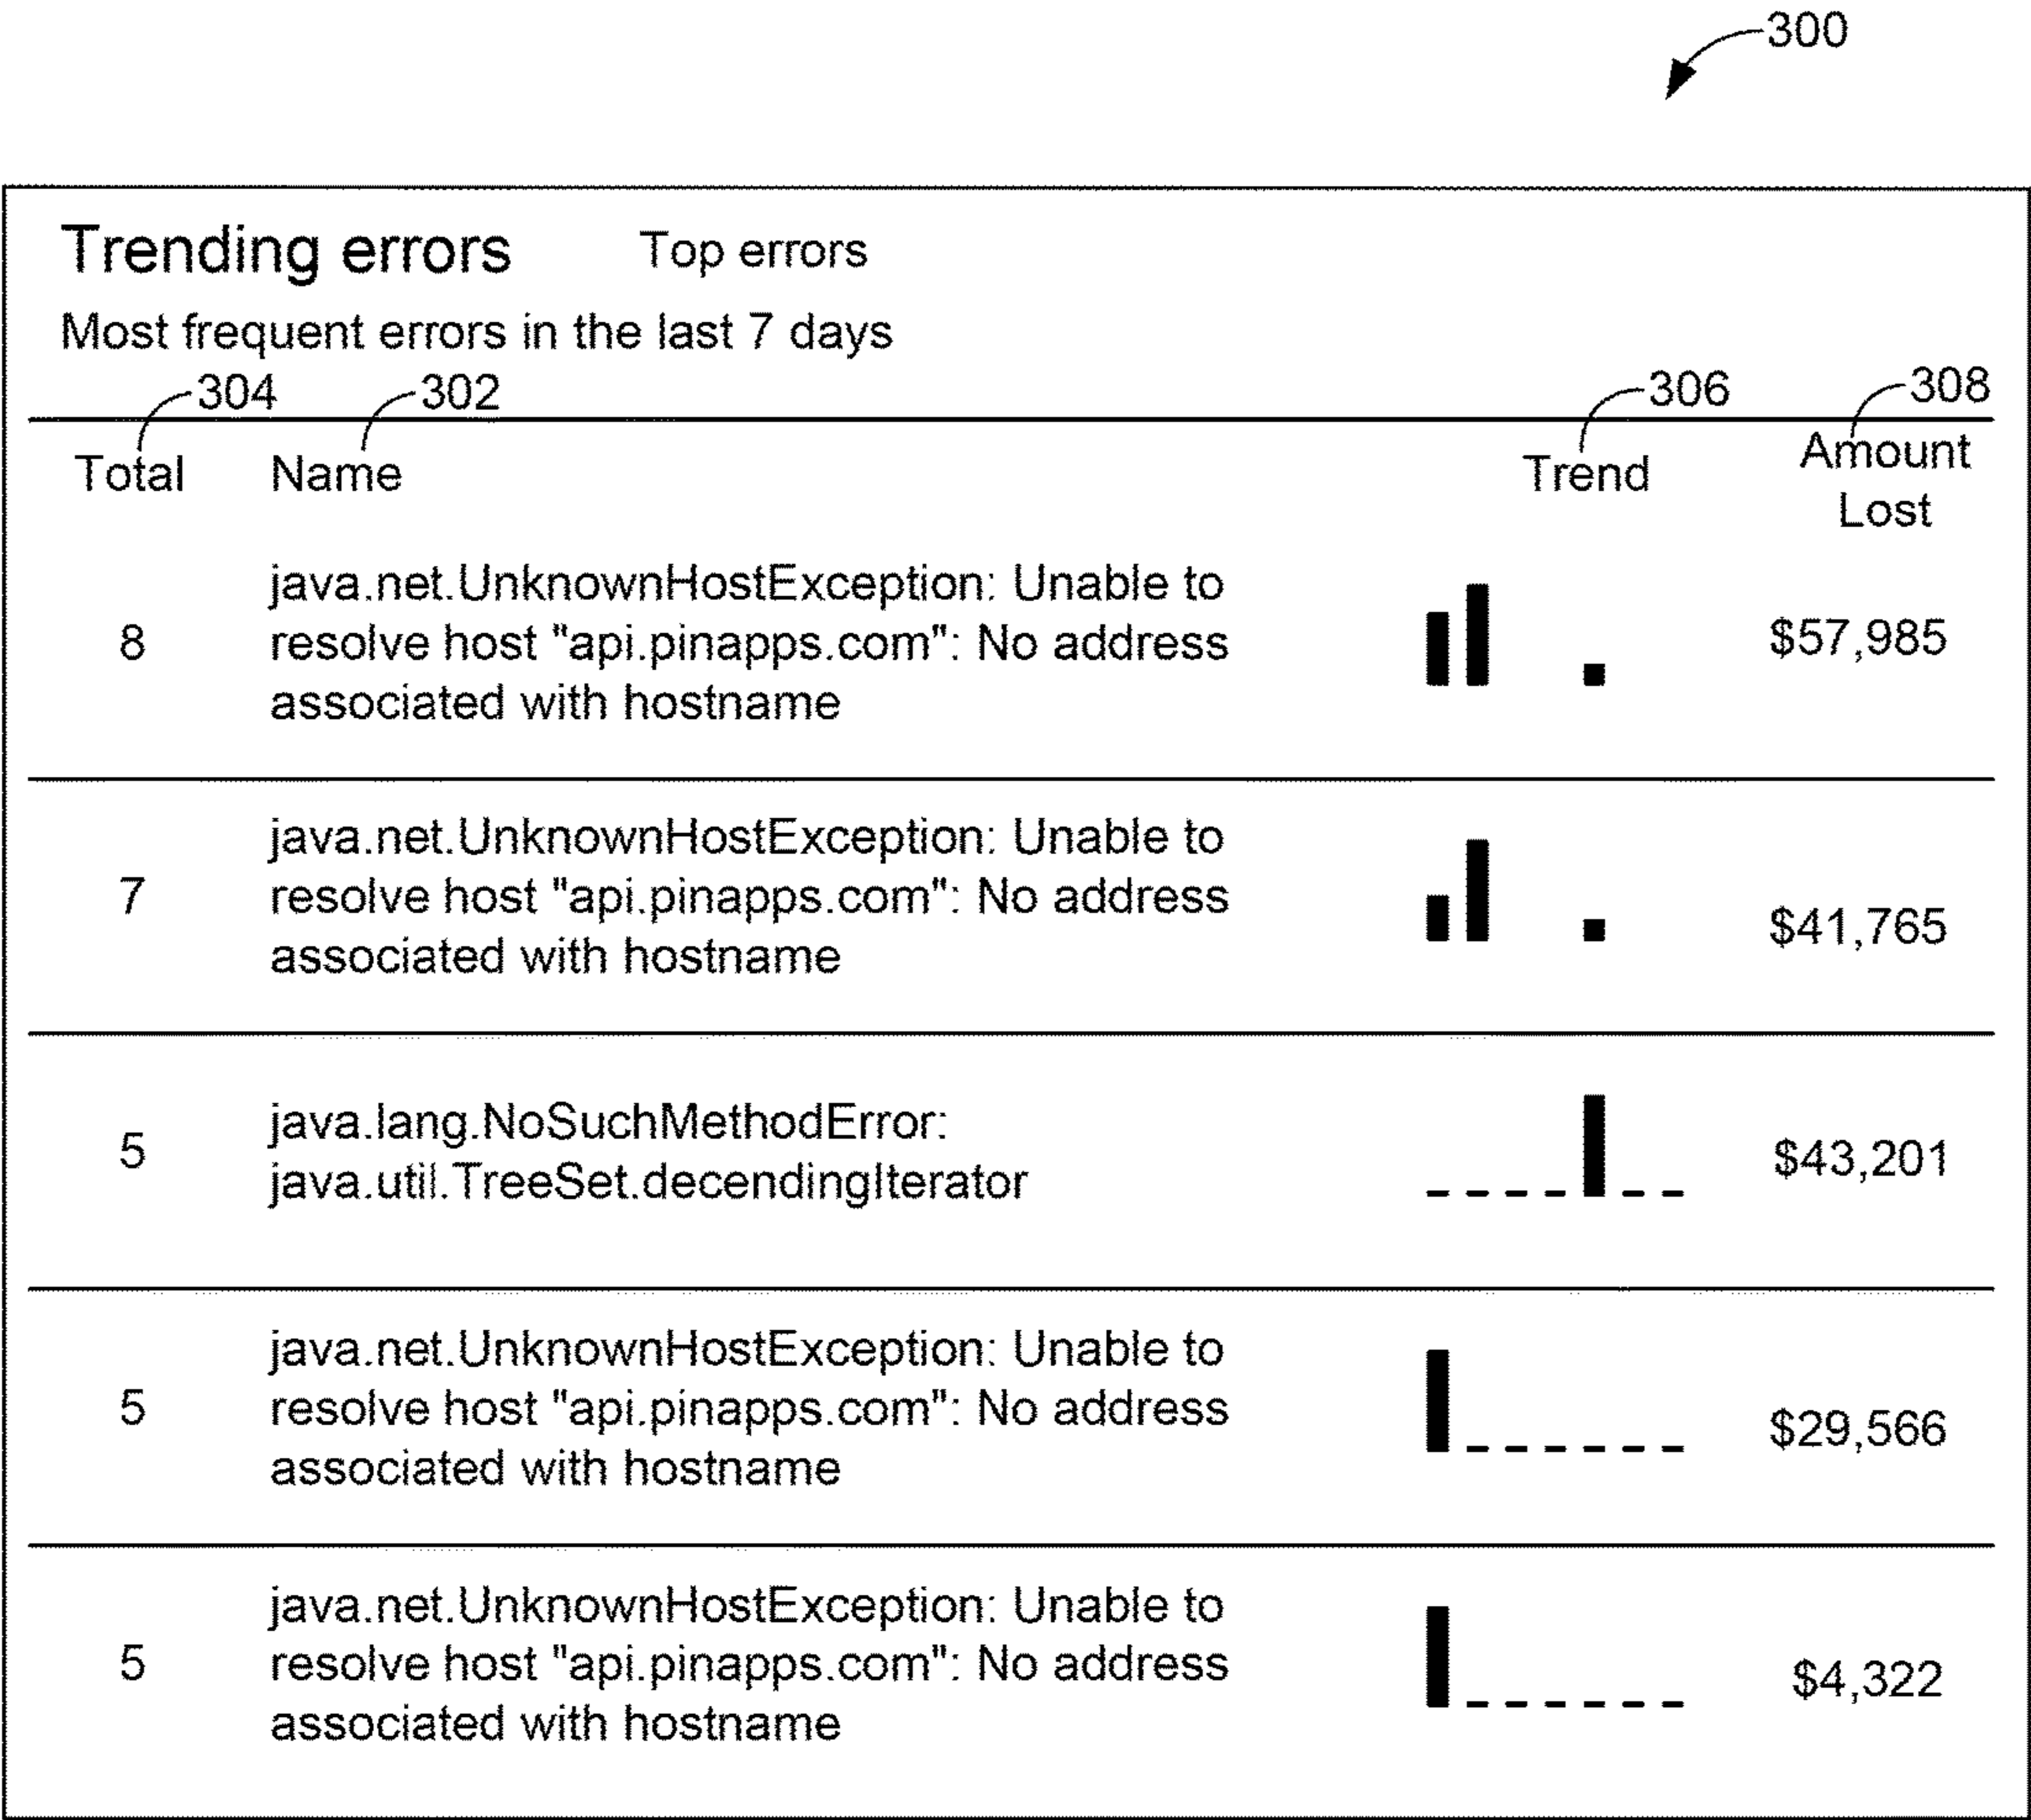 300
Trending errors Top errors
Most frequent errors in the last 7 days
304 302 306 308
Total Name Trend Amount Lost
java.net.UnknownHostException: Unable to
8 resolve host "api.pinapps.com": No address $57,985
associated with hostname
java.net.UnknownHostException: Unable to
7 resolve host "api.pinapps.com": No address $41,765
associated with hostname
java.lang.NoSuchMethodError:
5 java.util.TreeSet.decendingIterator $43,201
java.net.UnknownHostException: Unable to
5 resolve host "api.pinapps.com": No address $29,566
associated with hostname
java.net.UnknownHostException: Unable to
5 resolve host "api.pinapps.com": No address $4,322
associated with hostname